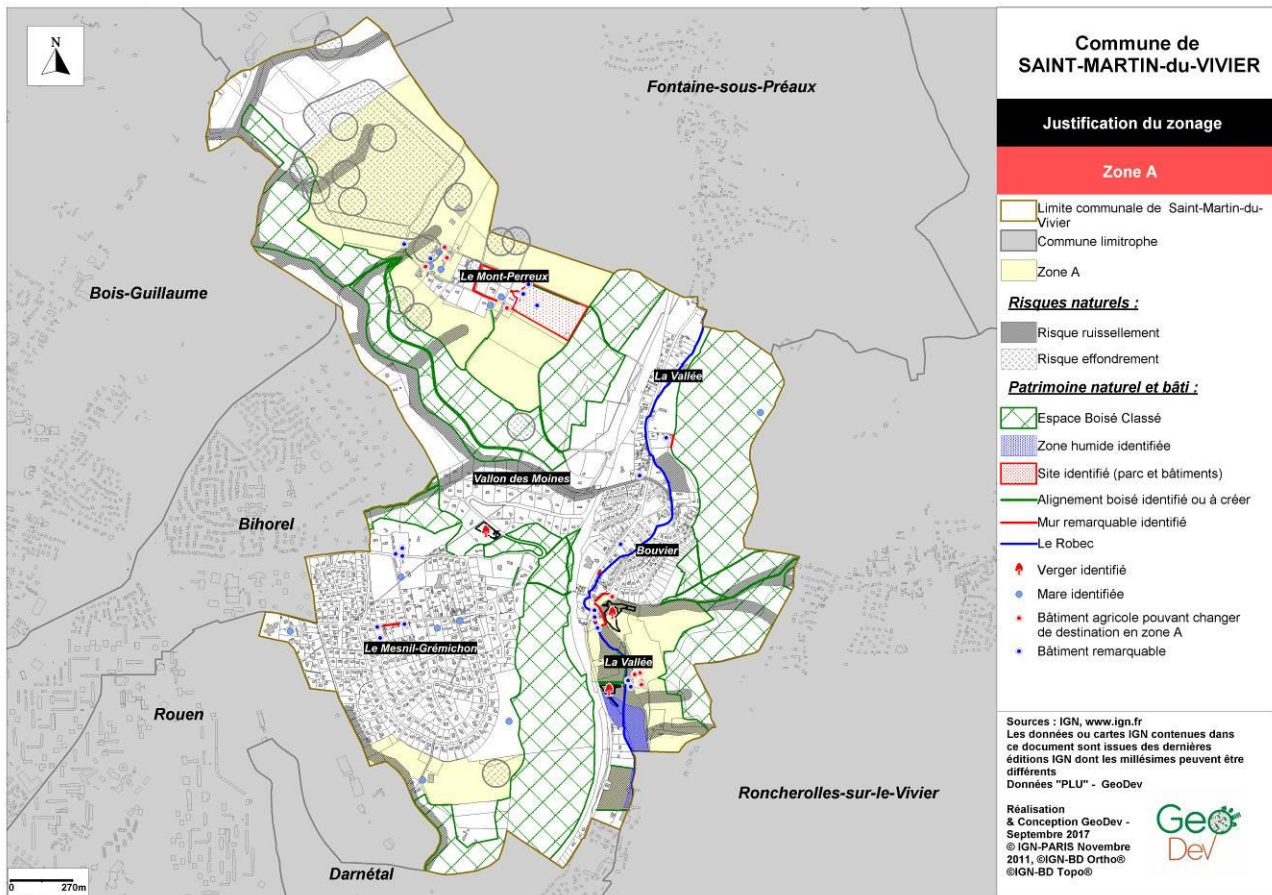 N
Fontaine-sous-Préaux
Bois-Guillaume
Le Mont-Perreux
La Vallée
Vallon des Moines
Bihorel
Bouvier
Le Mesnil-Grémichon
La Vallée
Rouen
Roncherolles-sur-le-Vivier
Darnétal
0 270m
Commune de
SAINT-MARTIN-du-VIVIER
Justification du zonage
Zone A
Limite communale de Saint-Martin-du-
Vivier
Commune limitrophe
Zone A
Risques naturels :
Risque ruissellement
Risque effondrement
Patrimoine naturel et bâti :
Espace Boisé Classé
Zone humide identifiée
Site identifié (parc et bâtiments)
Alignement boisé identifié ou à créer
Mur remarquable identifié
Le Robec
Verger identifié
Mare identifiée
Bâtiment agricole pouvant changer
de destination en zone A
Bâtiment remarquable
Sources : IGN, www.ign.fr
Les données ou cartes IGN contenues dans
ce document sont issues des dernières
éditions IGN dont les millésimes peuvent être
différents
Données "PLU" - GeoDev
Réalisation
& Conception GeoDev -
Septembre 2017
© IGN-PARIS Novembre
2011, ©IGN-BD Ortho®
©IGN-BD Topo®
Geo
Dev